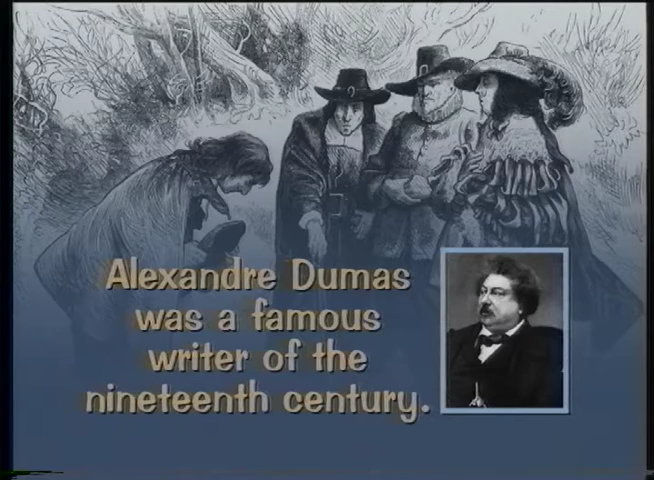 Alexandre Dumas
was a famous
writer of the
nineteenth century.